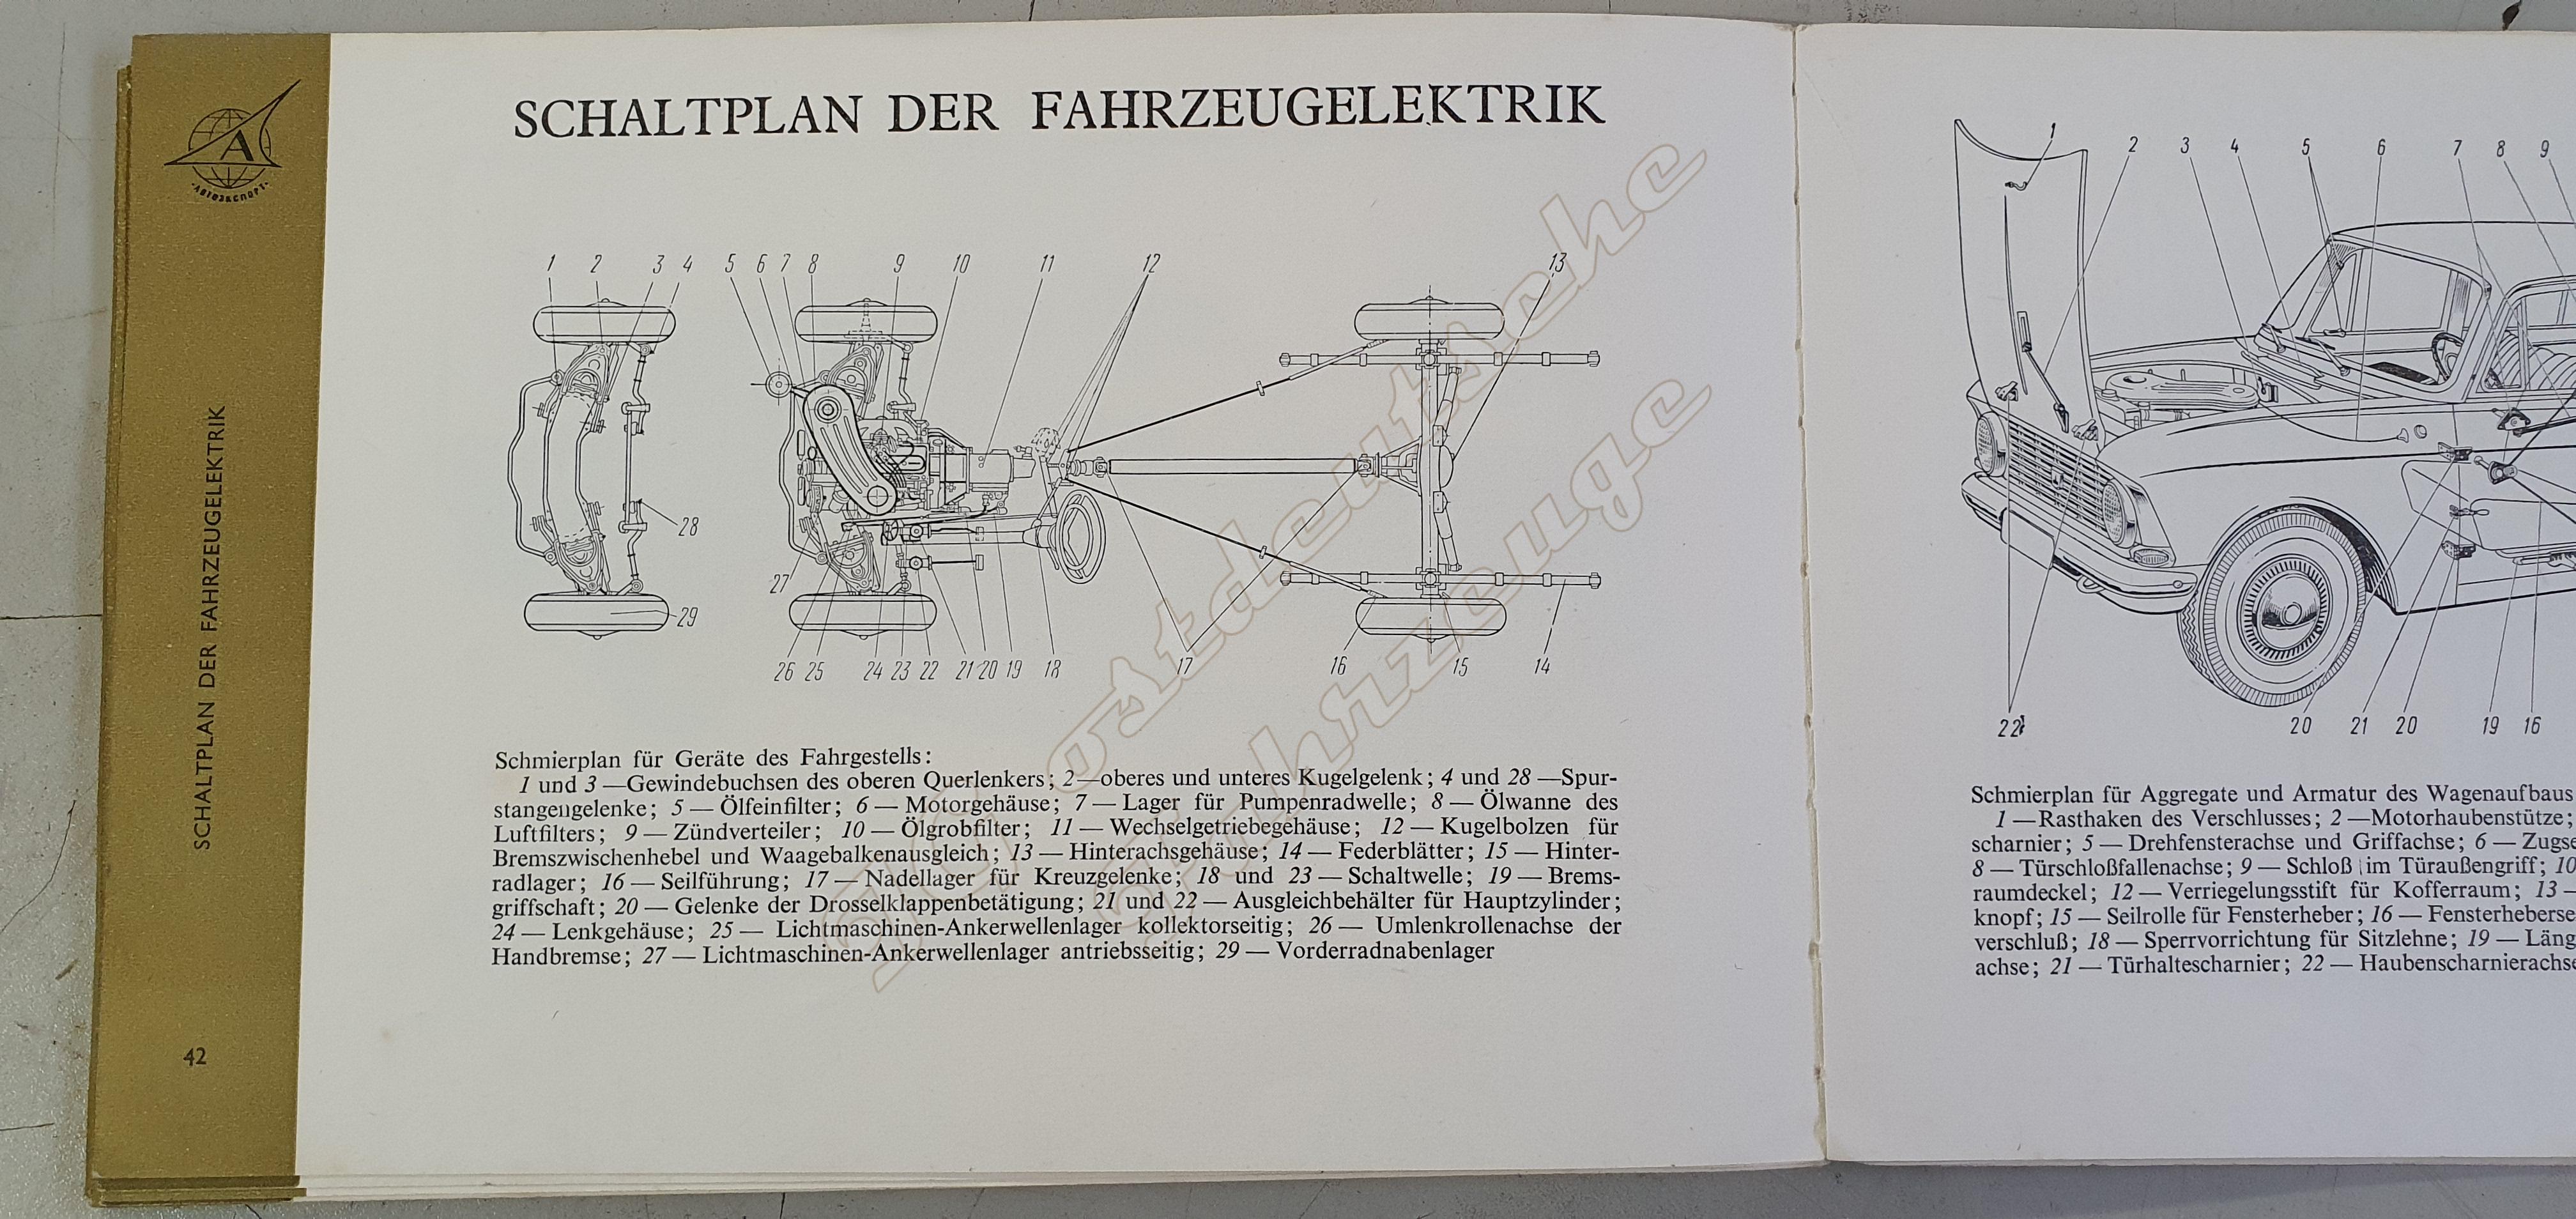 SCHALTPLAN DER FAHRZEUGELEKTRIK
А
АВТОЭКСПОРТ
SCHALTPLAN DER FAHRZEUGELEKTRIK
42
1 2 3 4 5 6 7 8 9 10 11 12 13
28
27
29
26 25 24 23 22 21 20 19 18 17 16 15 14
Schmierplan für Geräte des Fahrgestells:
1 und 3 — Gewindebuchsen des oberen Querlenkers; 2 — oberes und unteres Kugelgelenk; 4 und 28 — Spur-
stangengelenke; 5 — Ölfeinfilter; 6 — Motorgehäuse; 7 — Lager für Pumpenradwelle; 8 — Ölwanne des
Luftfilters; 9 — Zündverteiler; 10 — Ölgrobfilter; 11 — Wechselgetriebegehäuse; 12 — Kugelbolzen für
Bremszwischenhebel und Waagebalkenausgleich; 13 — Hinterachsgehäuse; 14 — Federblätter; 15 — Hinter-
radlager; 16 — Seilführung; 17 — Nadellager für Kreuzgelenke; 18 und 23 — Schaltwelle; 19 — Brems-
griffschaft; 20 — Gelenke der Drosselklappenbetätigung; 21 und 22 — Ausgleichbehälter für Hauptzylinder;
24 — Lenkgehäuse; 25 — Lichtmaschinen-Ankerwellenlager kollektorseitig; 26 — Umlenkrollenachse der
Handbremse; 27 — Lichtmaschinen-Ankerwellenlager antriebsseitig; 29 — Vorderradnabenlager
ostdeutsche
Fahrzeuge
1 2 3 4 5 6 7 8 9
22 20 21 20 19 16
Schmierplan für Aggregate und Armatur des Wagenaufbaus
1 — Rasthaken des Verschlusses; 2 — Motorhaubenstütze;
scharnier; 5 — Drehfensterachse und Griffachse; 6 — Zugse
8 — Türschloßfallenachse; 9 — Schloß im Türaußengriff; 10
raumdeckel; 12 — Verriegelungsstift für Kofferraum; 13 —
knopf; 15 — Seilrolle für Fensterheber; 16 — Fensterheberse
verschluß; 18 — Sperrvorrichtung für Sitzlehne; 19 — Läng
achse; 21 — Türhaltescharnier; 22 — Haubenscharnierachse